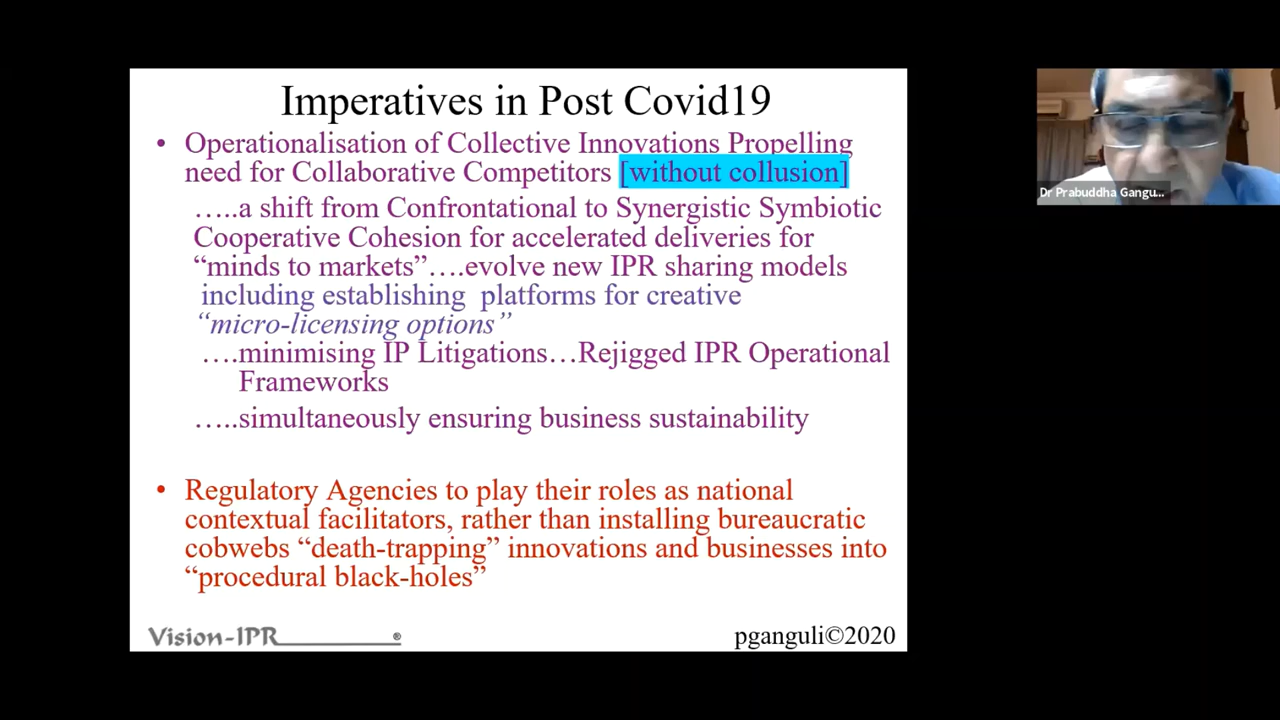 Imperatives in Post Covid19
• Operationalisation of Collective Innovations Propelling
need for Collaborative Competitors [without collusion]
…..a shift from Confrontational to Synergistic Symbiotic
Cooperative Cohesion for accelerated deliveries for
“minds to markets”….evolve new IPR sharing models
including establishing platforms for creative
“micro-licensing options”
….minimising IP Litigations…Rejigged IPR Operational
Frameworks
…..simultaneously ensuring business sustainability
• Regulatory Agencies to play their roles as national
contextual facilitators, rather than installing bureaucratic
cobwebs “death-trapping” innovations and businesses into
“procedural black-holes”
Vision-IPR ®
pganguli©2020
Dr Prabuddha Gangu...